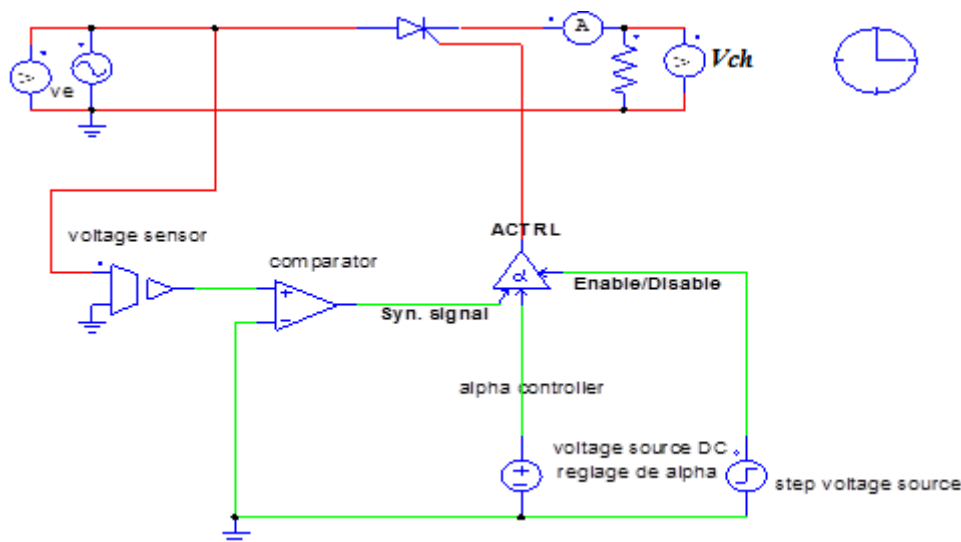 A
V
ve
V
Vch
voltage sensor
ACTRL
comparator
α
Enable/Disable
Syn. signal
alpha controller
voltage source DC
reglage de alpha
step voltage source